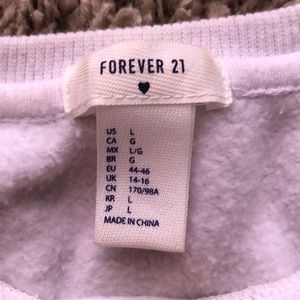 FOREVER 21
US L
CA G
MX L/G
BR G
EU 44-46
UK 14-16
CN 170/98A
KR L
JP L
MADE IN CHINA